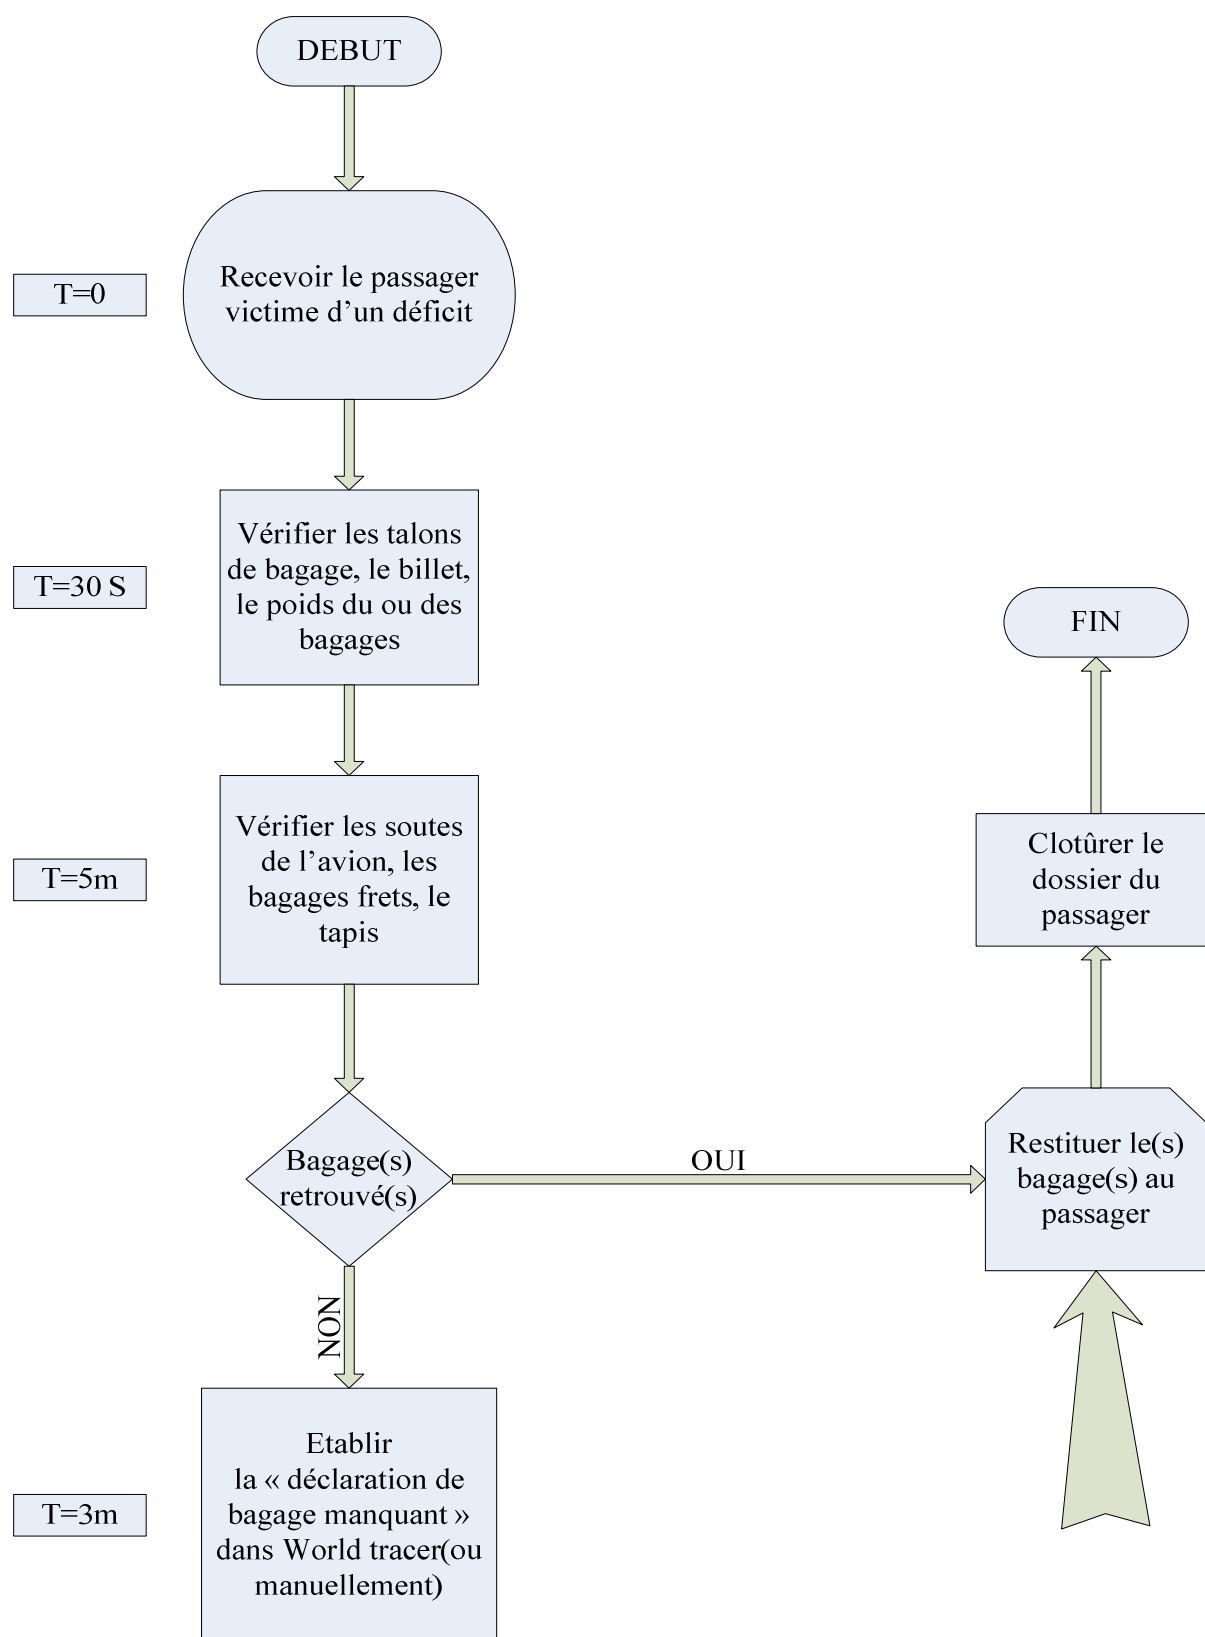 DEBUT
T=0
Recevoir le passager
victime d’un déficit
T=30 S
Vérifier les talons
de bagage, le billet,
le poids du ou des
bagages
T=5m
Vérifier les soutes
de l’avion, les
bagages frets, le
tapis
Bagage(s)
retrouvé(s)
OUI
NON
T=3m
Etablir
la « déclaration de
bagage manquant »
dans World tracer(ou
manuellement)
Restituer le(s)
bagage(s) au
passager
Clotûrer le
dossier du
passager
FIN